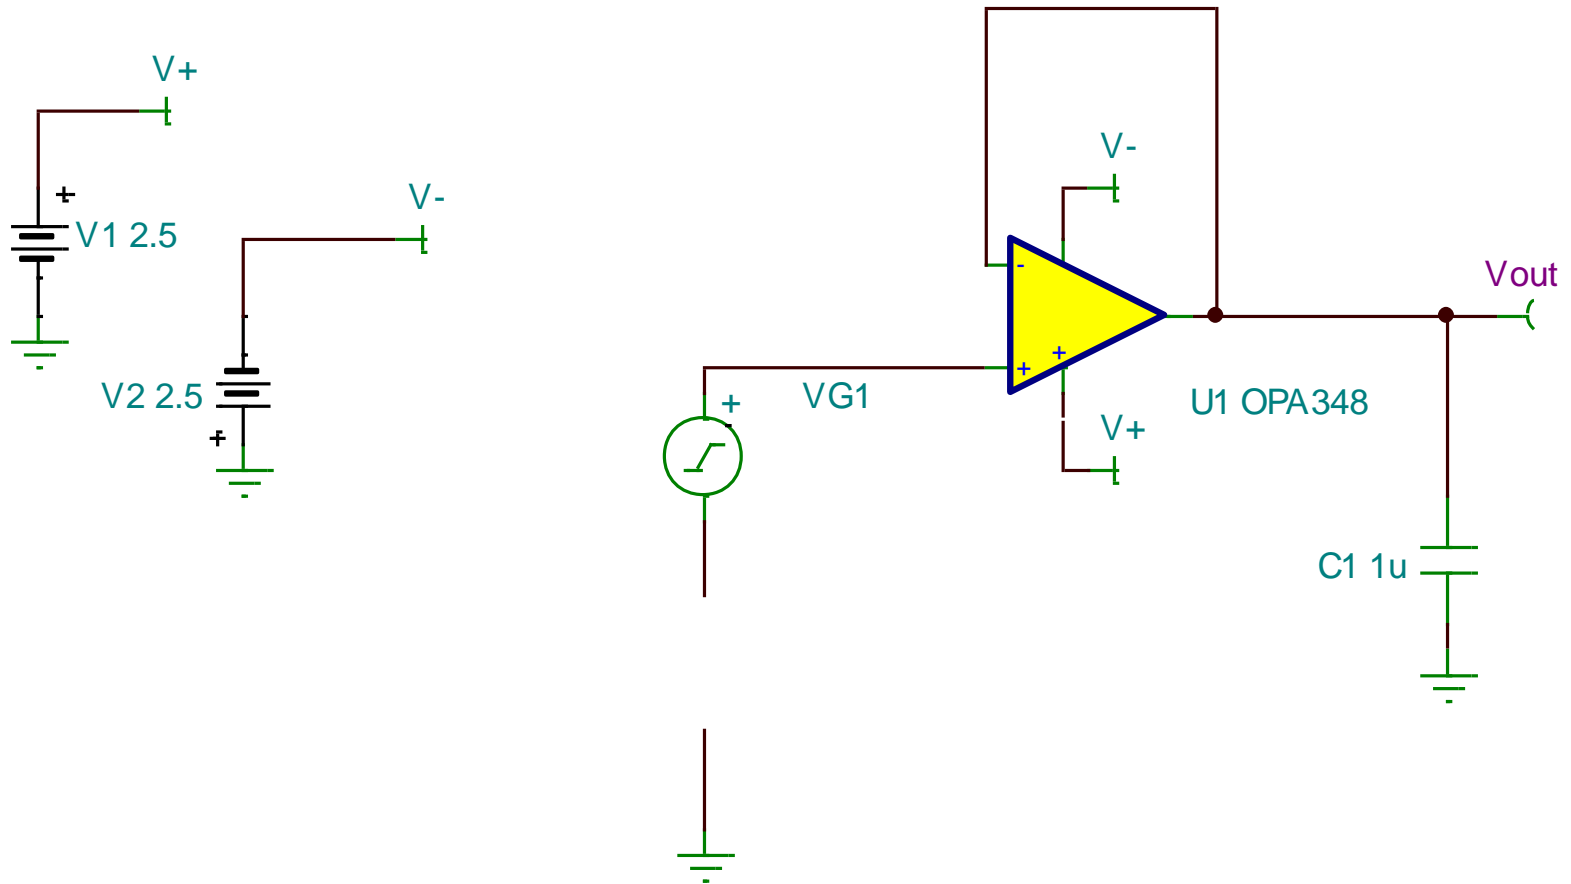 V+
V1 2.5
V-
V2 2.5
VG1
V-
V+
U1 OPA348
Vout
C1 1u
+
+
+
-
+
+